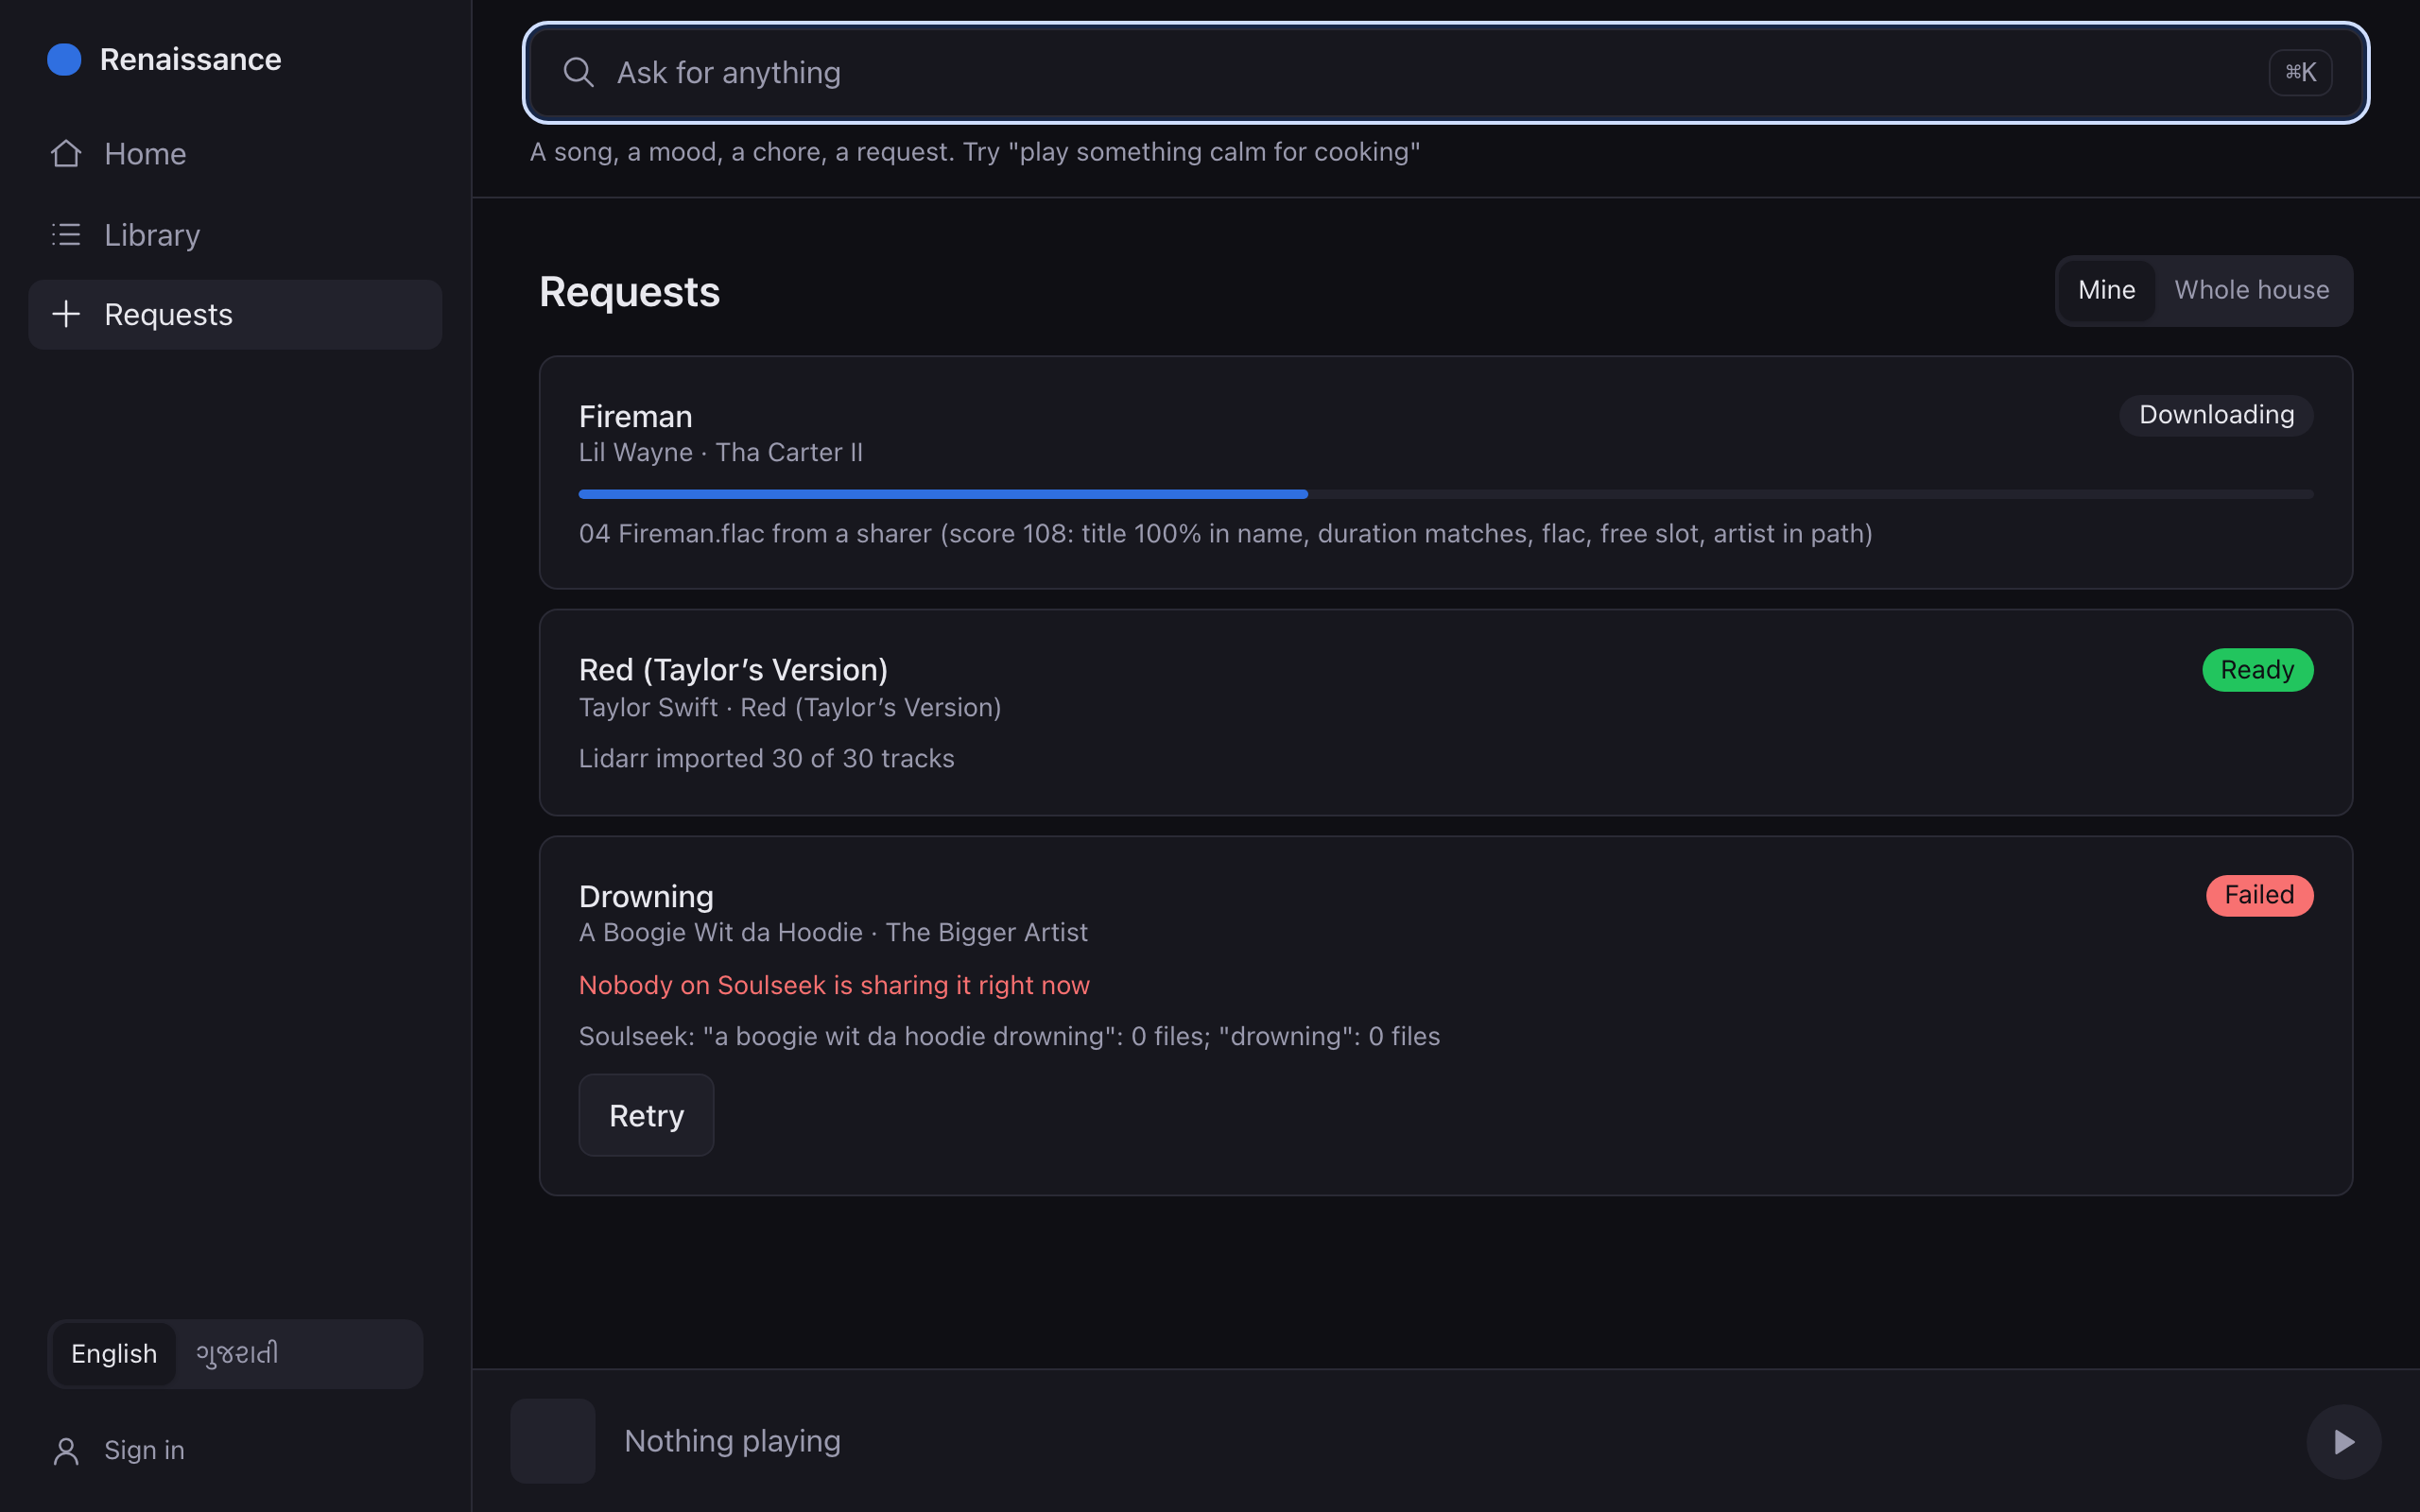 Renaissance
Home
Library
Requests
English
ગુજરાતી
Sign in
Ask for anything
⌘K
A song, a mood, a chore, a request. Try "play something calm for cooking"
Requests
Mine
Whole house
Fireman
Downloading
Lil Wayne · Tha Carter II
04 Fireman.flac from a sharer (score 108: title 100% in name, duration matches, flac, free slot, artist in path)
Red (Taylor’s Version)
Ready
Taylor Swift · Red (Taylor’s Version)
Lidarr imported 30 of 30 tracks
Drowning
Failed
A Boogie Wit da Hoodie · The Bigger Artist
Nobody on Soulseek is sharing it right now
Soulseek: "a boogie wit da hoodie drowning": 0 files; "drowning": 0 files
Retry
Nothing playing